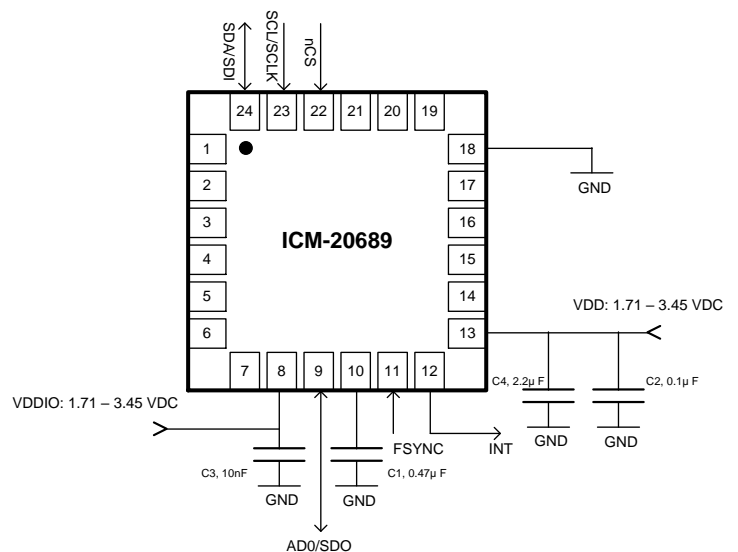 SDA/SDI
SCL/SCLK
nCS
24 23 22 21 20 19
1
2
3
4
5
6
18
17
16
15
14
13
ICM-20689
7 8 9 10 11 12
GND
VDD: 1.71 – 3.45 VDC
C4, 2.2µ F
C2, 0.1µ F
GND
GND
VDDIO: 1.71 – 3.45 VDC
C3, 10nF
GND
C1, 0.47µ F
GND
FSYNC
INT
AD0/SDO